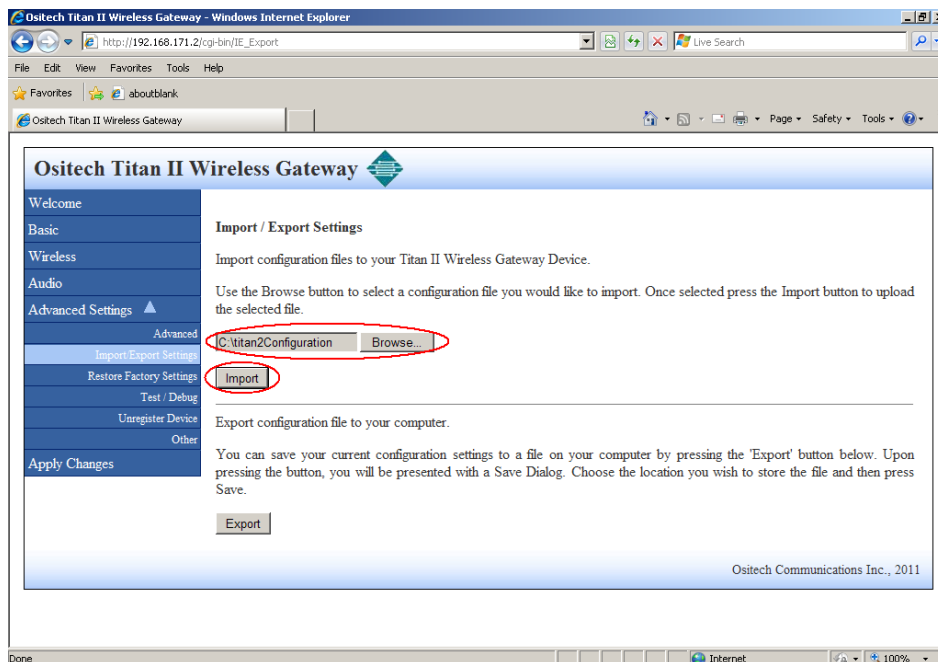 Ositech Titan II Wireless Gateway - Windows Internet Explorer
http://192.168.171.2/cgi-bin/IE_Export
Live Search
File Edit View Favorites Tools Help
Favorites aboutblank
Ositech Titan II Wireless Gateway
Page Safety Tools
Ositech Titan II Wireless Gateway
Welcome
Basic
Wireless
Audio
Advanced Settings
Advanced
Import/Export Settings
Restore Factory Settings
Test / Debug
Unregister Device
Other
Apply Changes
Import / Export Settings
Import configuration files to your Titan II Wireless Gateway Device.
Use the Browse button to select a configuration file you would like to import. Once selected press the Import button to upload
the selected file.
C:\titan2Configuration Browse...
Import
Export configuration file to your computer.
You can save your current configuration settings to a file on your computer by pressing the 'Export' button below. Upon
pressing the button, you will be presented with a Save Dialog. Choose the location you wish to store the file and then press
Save.
Export
Ositech Communications Inc., 2011
Done Internet 100%